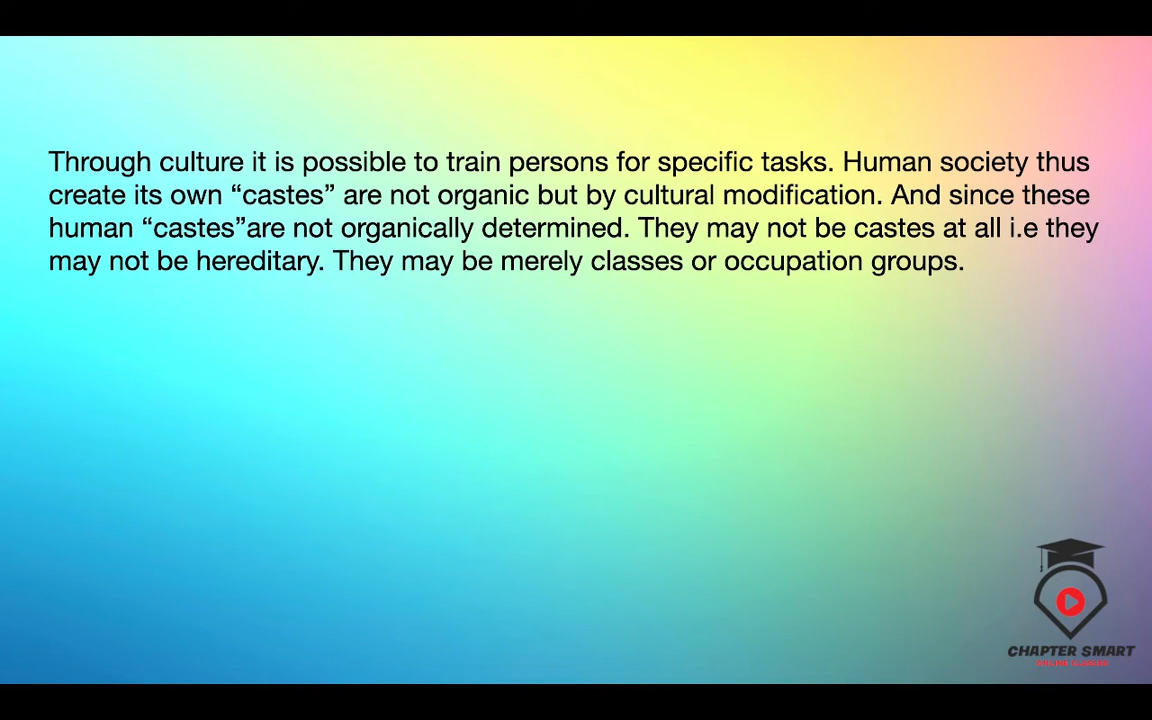 Through culture it is possible to train persons for specific tasks. Human society thus
create its own “castes” are not organic but by cultural modification. And since these
human “castes”are not organically determined. They may not be castes at all i.e they
may not be hereditary. They may be merely classes or occupation groups.
CHAPTER SMART
ONLINE CLASSES